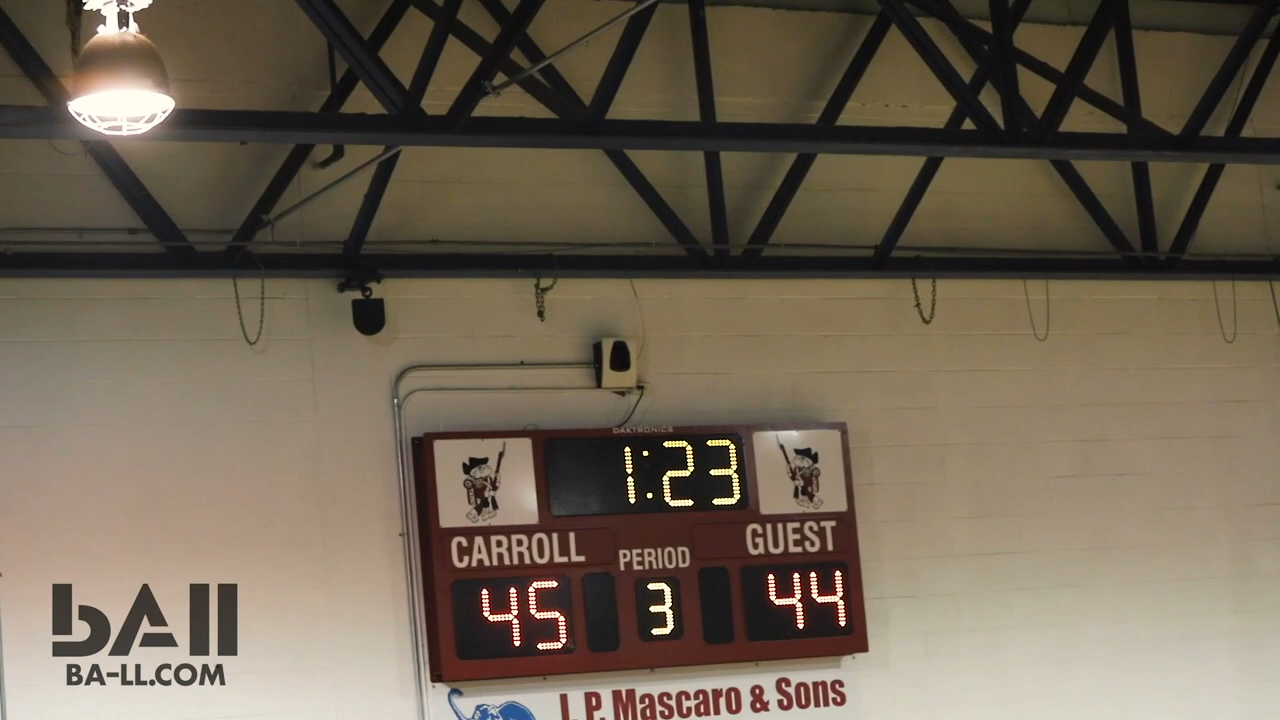 DAKTRONICS
1:23
CARROLL
PERIOD
GUEST
45
3
44
bAll
BA-LL.COM
J.P. Mascaro & Sons